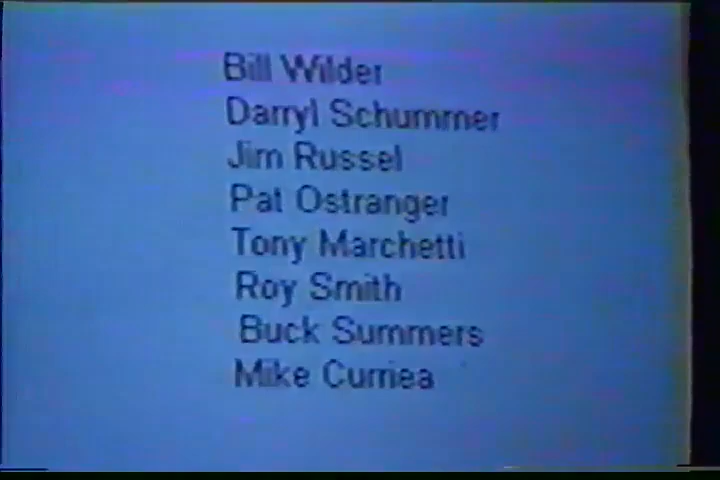 Bill Wilder
Darryl Schummer
Jim Russel
Pat Ostranger
Tony Marchetti
Roy Smith
Buck Summers
Mike Curriea